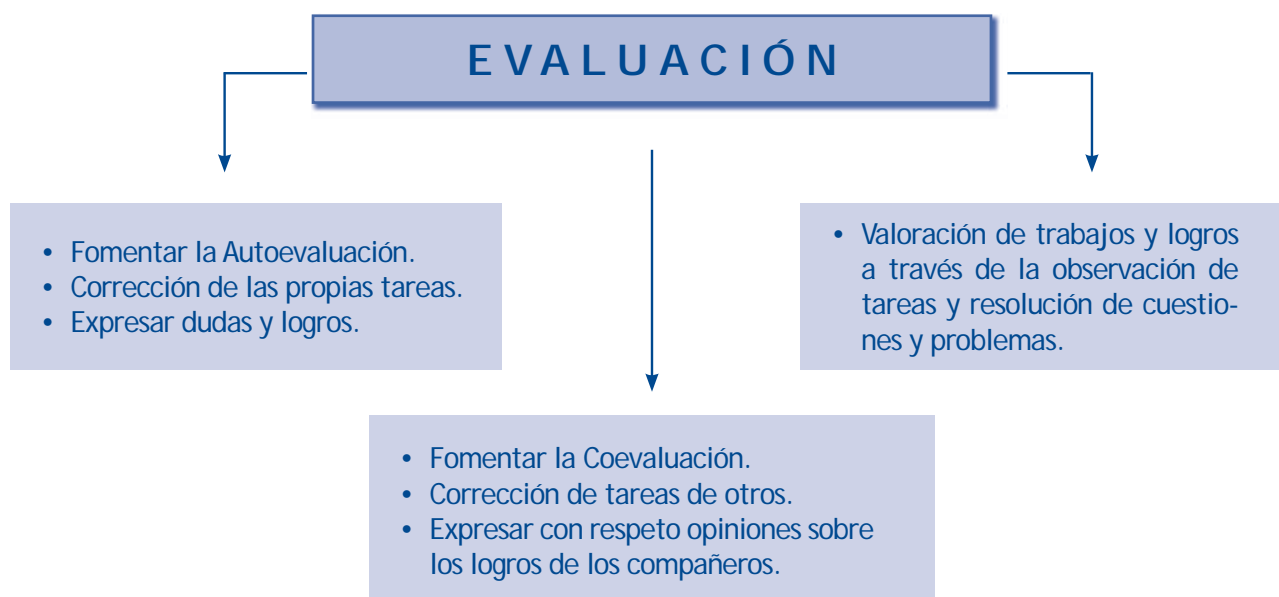 EVALUACIÓN
• Fomentar la Autoevaluación.
• Corrección de las propias tareas.
• Expresar dudas y logros.
• Valoración de trabajos y logros
a través de la observación de
tareas y resolución de cuestio-
nes y problemas.
• Fomentar la Coevaluación.
• Corrección de tareas de otros.
• Expresar con respeto opiniones sobre
los logros de los compañeros.